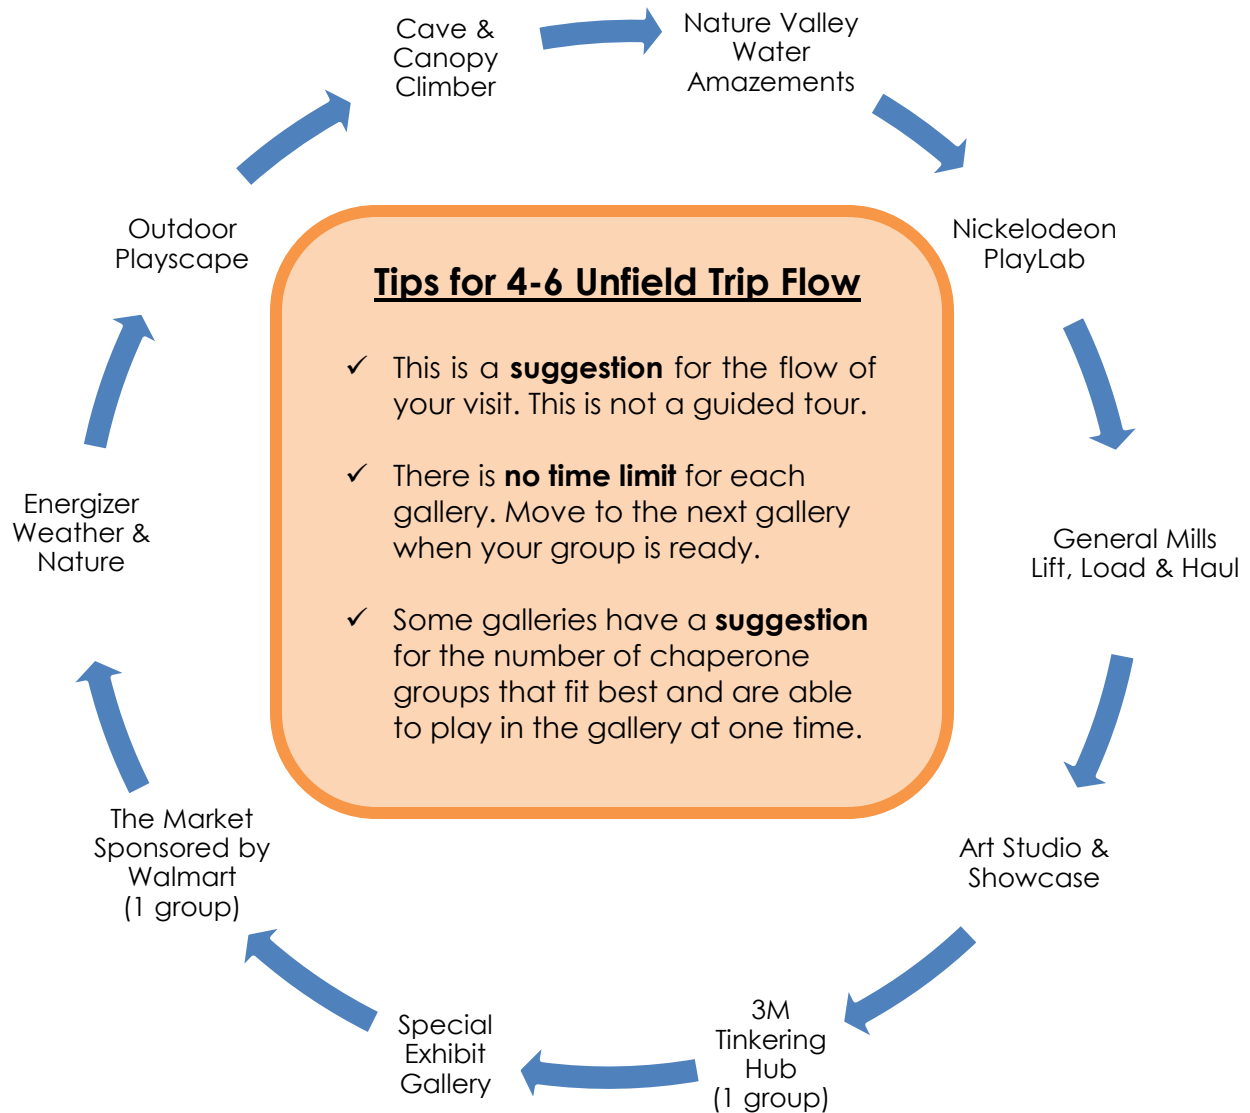 Cave &
Canopy
Climber
Nature Valley
Water
Amazements
Nickelodeon
PlayLab
General Mills
Lift, Load & Haul
Art Studio &
Showcase
3M
Tinkering
Hub
(1 group)
Special
Exhibit
Gallery
The Market
Sponsored by
Walmart
(1 group)
Energizer
Weather &
Nature
Outdoor
Playscape
Tips for 4-6 Unfield Trip Flow
✓ This is a suggestion for the flow of
your visit. This is not a guided tour.
✓ There is no time limit for each
gallery. Move to the next gallery
when your group is ready.
✓ Some galleries have a suggestion
for the number of chaperone
groups that fit best and are able
to play in the gallery at one time.